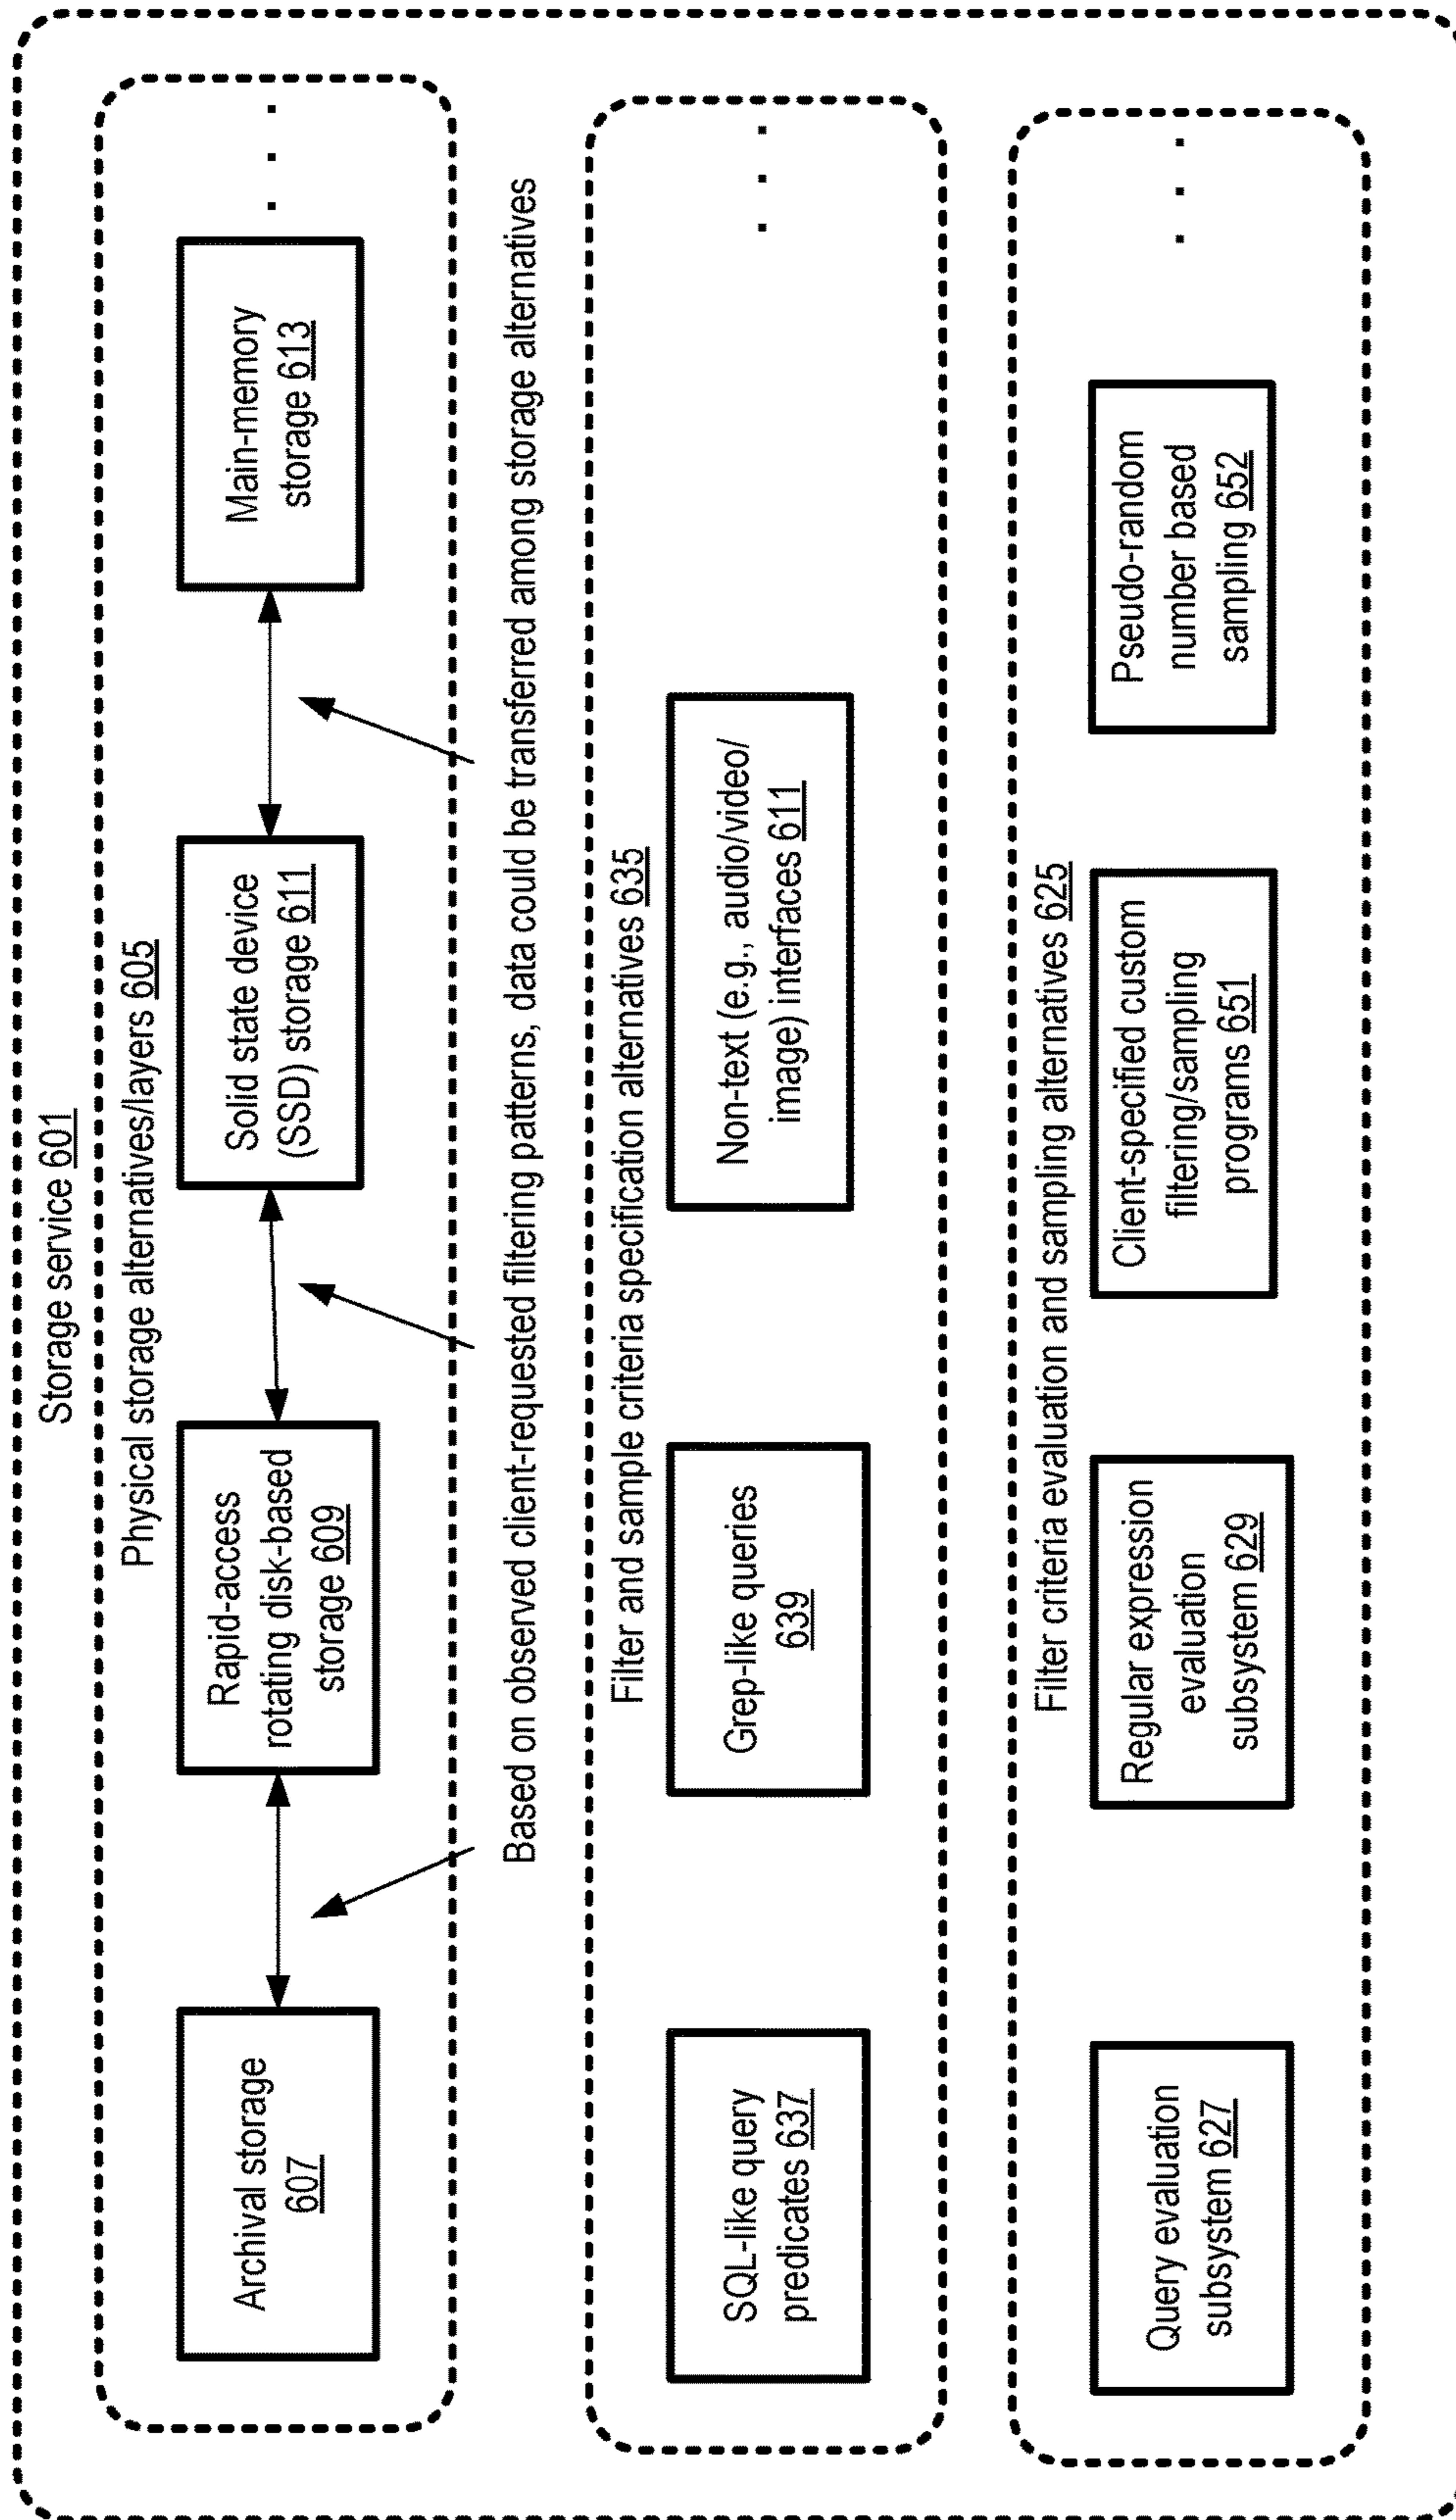 Storage service 601
Physical storage alternatives/layers 605
Archival storage
607
Rapid-access
rotating disk-based
storage 609
Solid state device
(SSD) storage 611
Main-memory
storage 613
. . .
Based on observed client-requested filtering patterns, data could be transferred among storage alternatives
Filter and sample criteria specification alternatives 635
SQL-like query
predicates 637
Grep-like queries
639
Non-text (e.g., audio/video/
image) interfaces 611
. . .
Filter criteria evaluation and sampling alternatives 625
Query evaluation
subsystem 627
Regular expression
evaluation
subsystem 629
Client-specified custom
filtering/sampling
programs 651
Pseudo-random
number based
sampling 652
. . .